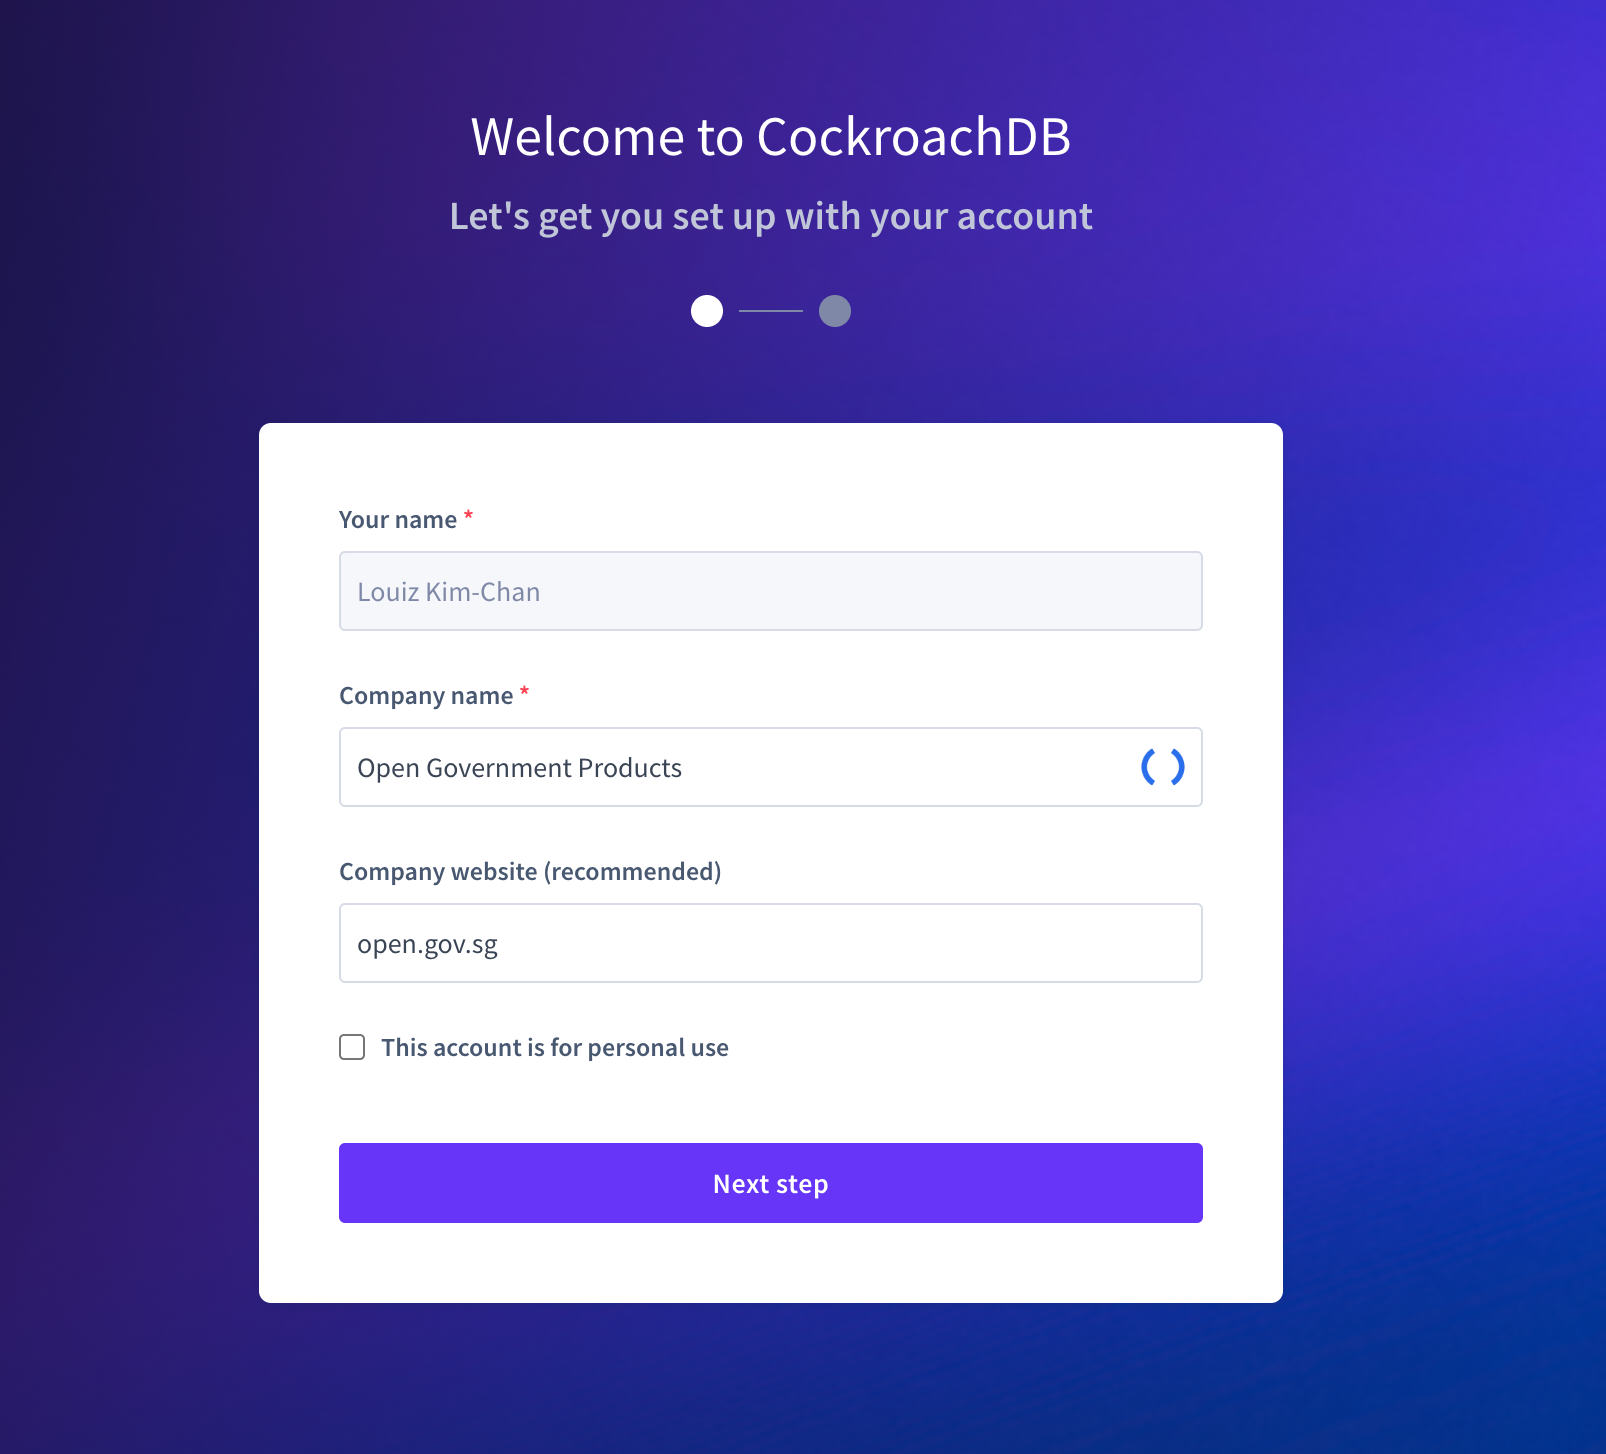 Welcome to CockroachDB
Let's get you set up with your account
Your name *
Louiz Kim-Chan
Company name *
Open Government Products
Company website (recommended)
open.gov.sg
This account is for personal use
Next step